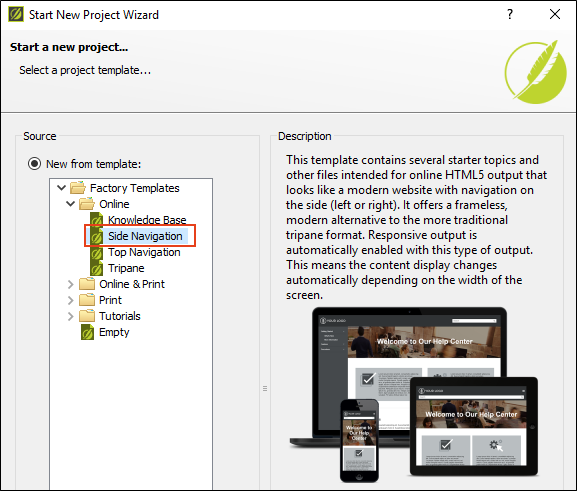 Start New Project Wizard
?
Start a new project...
Select a project template...
Source
New from template:
Factory Templates
Online
Knowledge Base
Side Navigation
Top Navigation
Tripane
Online & Print
Print
Tutorials
Empty
Description
This template contains several starter topics and
other files intended for online HTML5 output that
looks like a modern website with navigation on
the side (left or right). It offers a frameless,
modern alternative to the more traditional
tripane format. Responsive output is
automatically enabled with this type of output.
This means the content display changes
automatically depending on the width of the
screen.
YOUR LOGO
Welcome to Our Help Center
Welcome to Our Help Center
Welcome to
Our Help Center